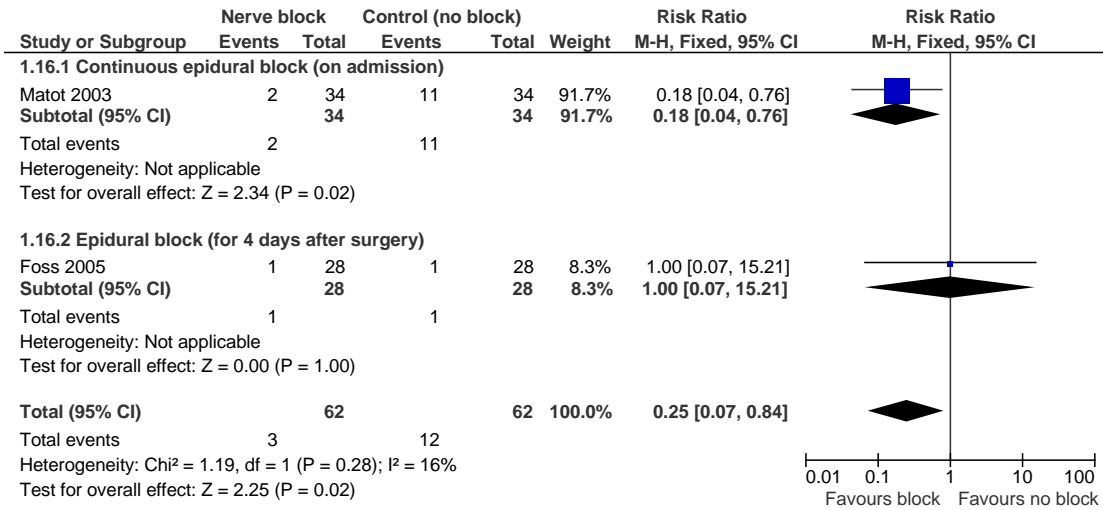 Nerve block Control (no block) Risk Ratio Risk Ratio
Study or Subgroup Events Total Events Total Weight M-H, Fixed, 95% CI M-H, Fixed, 95% CI
1.16.1 Continuous epidural block (on admission)
Matot 2003 2 34 11 34 91.7% 0.18 [0.04, 0.76]
Subtotal (95% CI) 34 34 91.7% 0.18 [0.04, 0.76]
Total events 2 11
Heterogeneity: Not applicable
Test for overall effect: Z = 2.34 (P = 0.02)
1.16.2 Epidural block (for 4 days after surgery)
Foss 2005 1 28 1 28 8.3% 1.00 [0.07, 15.21]
Subtotal (95% CI) 28 28 8.3% 1.00 [0.07, 15.21]
Total events 1 1
Heterogeneity: Not applicable
Test for overall effect: Z = 0.00 (P = 1.00)
Total (95% CI) 62 62 100.0% 0.25 [0.07, 0.84]
Total events 3 12
Heterogeneity: Chi² = 1.19, df = 1 (P = 0.28); I² = 16%
Test for overall effect: Z = 2.25 (P = 0.02)
0.01 0.1 1 10 100
Favours block Favours no block